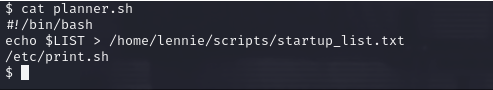 $ cat planner.sh
#!/bin/bash
echo $LIST > /home/lennie/scripts/startup_list.txt
/etc/print.sh
$